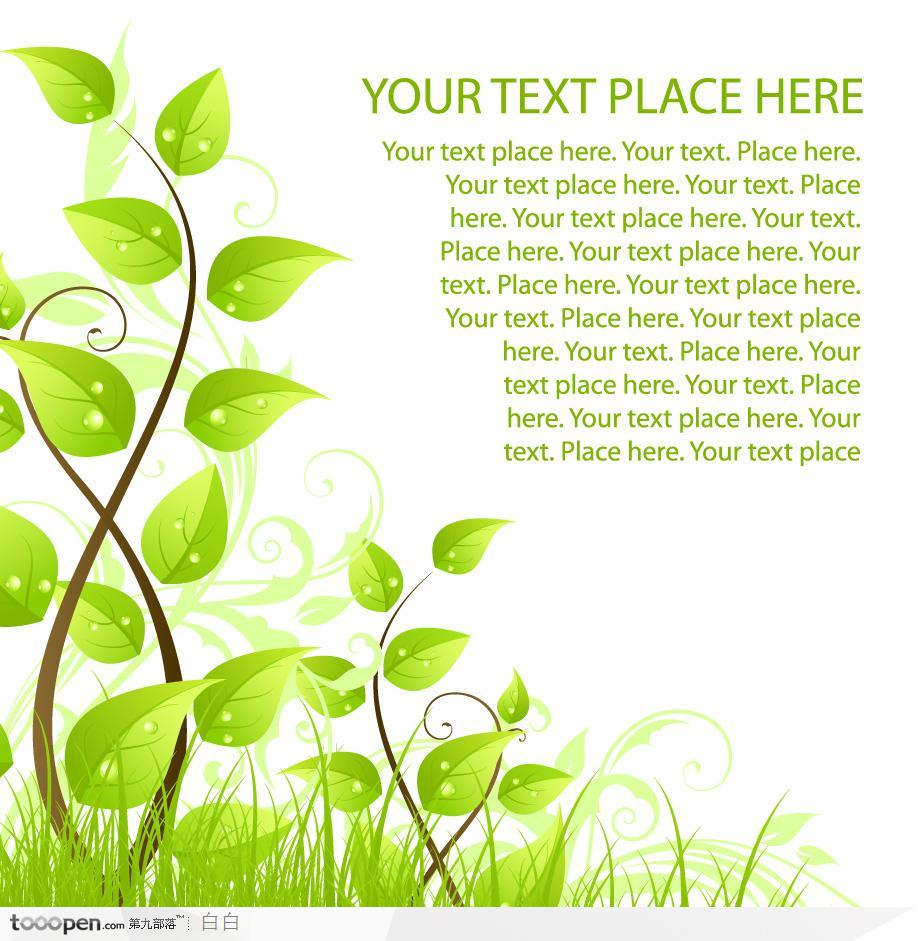 YOUR TEXT PLACE HERE
Your text place here. Your text. Place here.
Your text place here. Your text. Place
here. Your text place here. Your text.
Place here. Your text place here. Your
text. Place here. Your text place here.
Your text. Place here. Your text place
here. Your text. Place here. Your
text place here. Your text. Place
here. Your text place here. Your
text. Place here. Your text place
tooopen.com 第九部落™ 白白